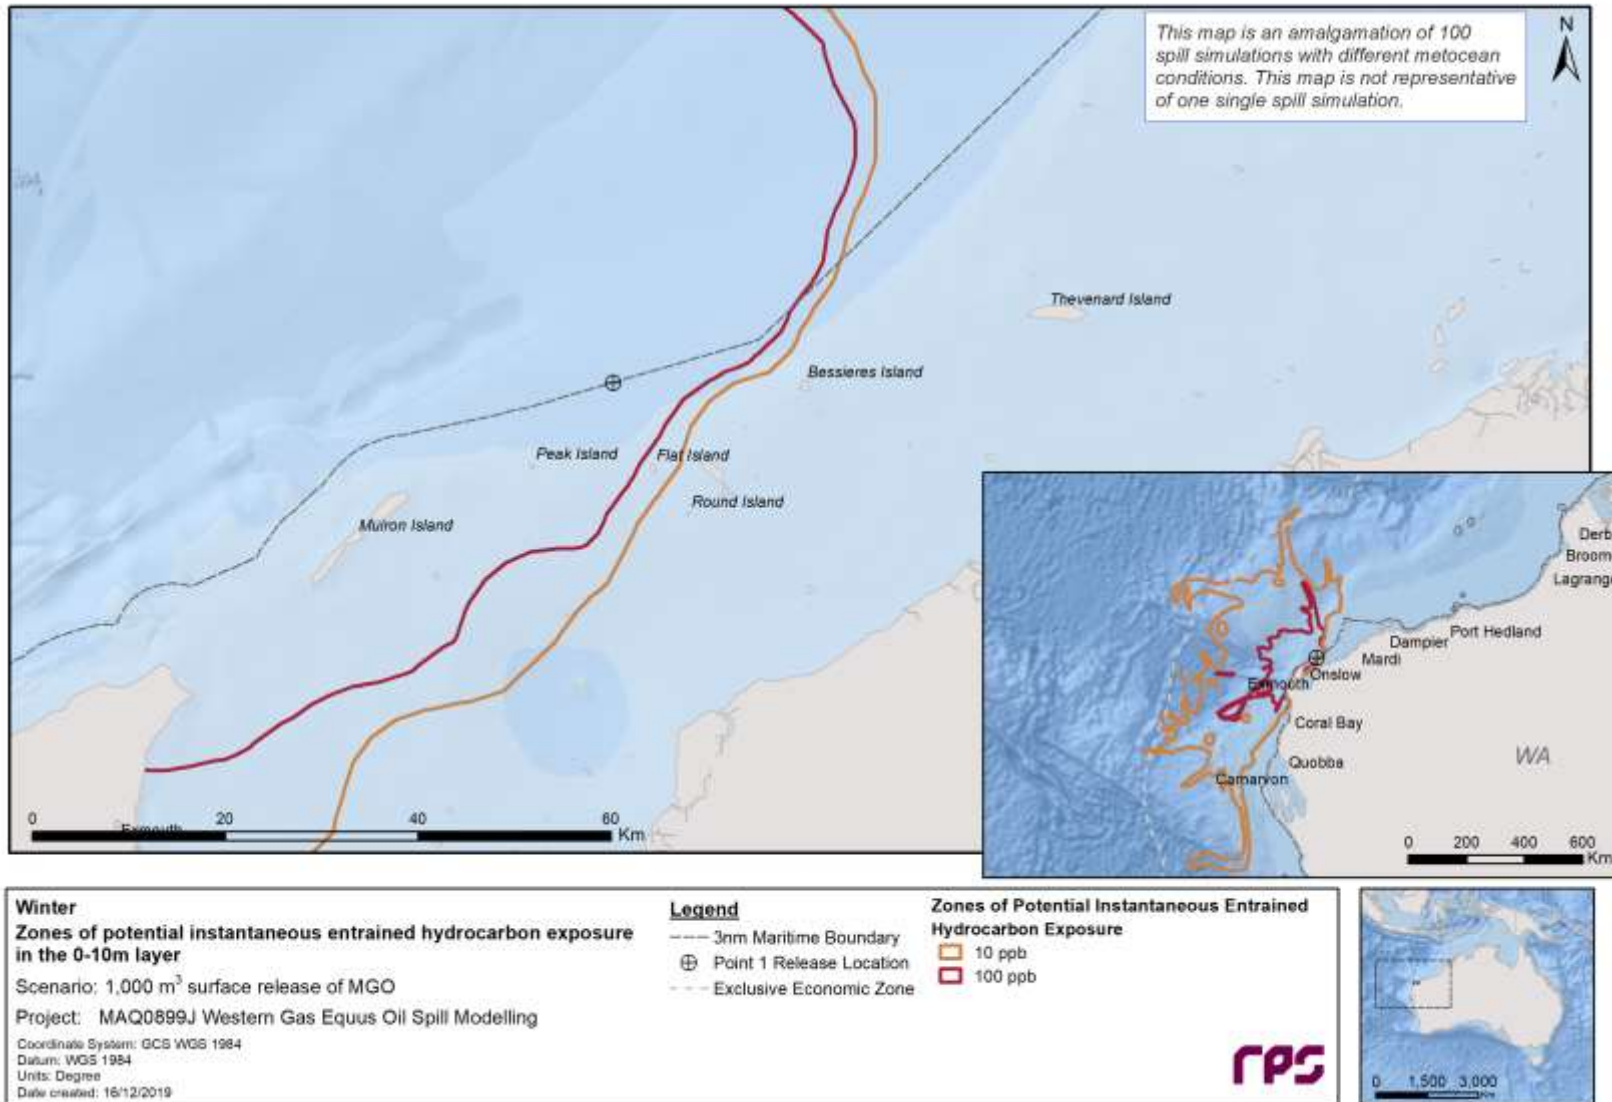 This map is an amalgamation of 100
spill simulations with different metocean
conditions. This map is not representative
of one single spill simulation.
N
Thevenard Island
Bessieres Island
Peak Island
Flat Island
Round Island
Muiron Island
Exmouth
0 20 40 60 Km
Derb
Broom
Lagrange
Port Hedland
Dampier
Mardi
Onslow
Exmouth
Coral Bay
WA
Quobba
Carnarvon
0 200 400 600
Km
Winter
Zones of potential instantaneous entrained hydrocarbon exposure
in the 0-10m layer
Scenario: 1,000 m³ surface release of MGO
Project: MAQ0899J Western Gas Equus Oil Spill Modelling
Coordinate System: GCS WGS 1984
Datum: WGS 1984
Units: Degree
Date created: 16/12/2019
Legend
3nm Maritime Boundary
Point 1 Release Location
Exclusive Economic Zone
Zones of Potential Instantaneous Entrained
Hydrocarbon Exposure
10 ppb
100 ppb
rps
0 1,500 3,000
Km